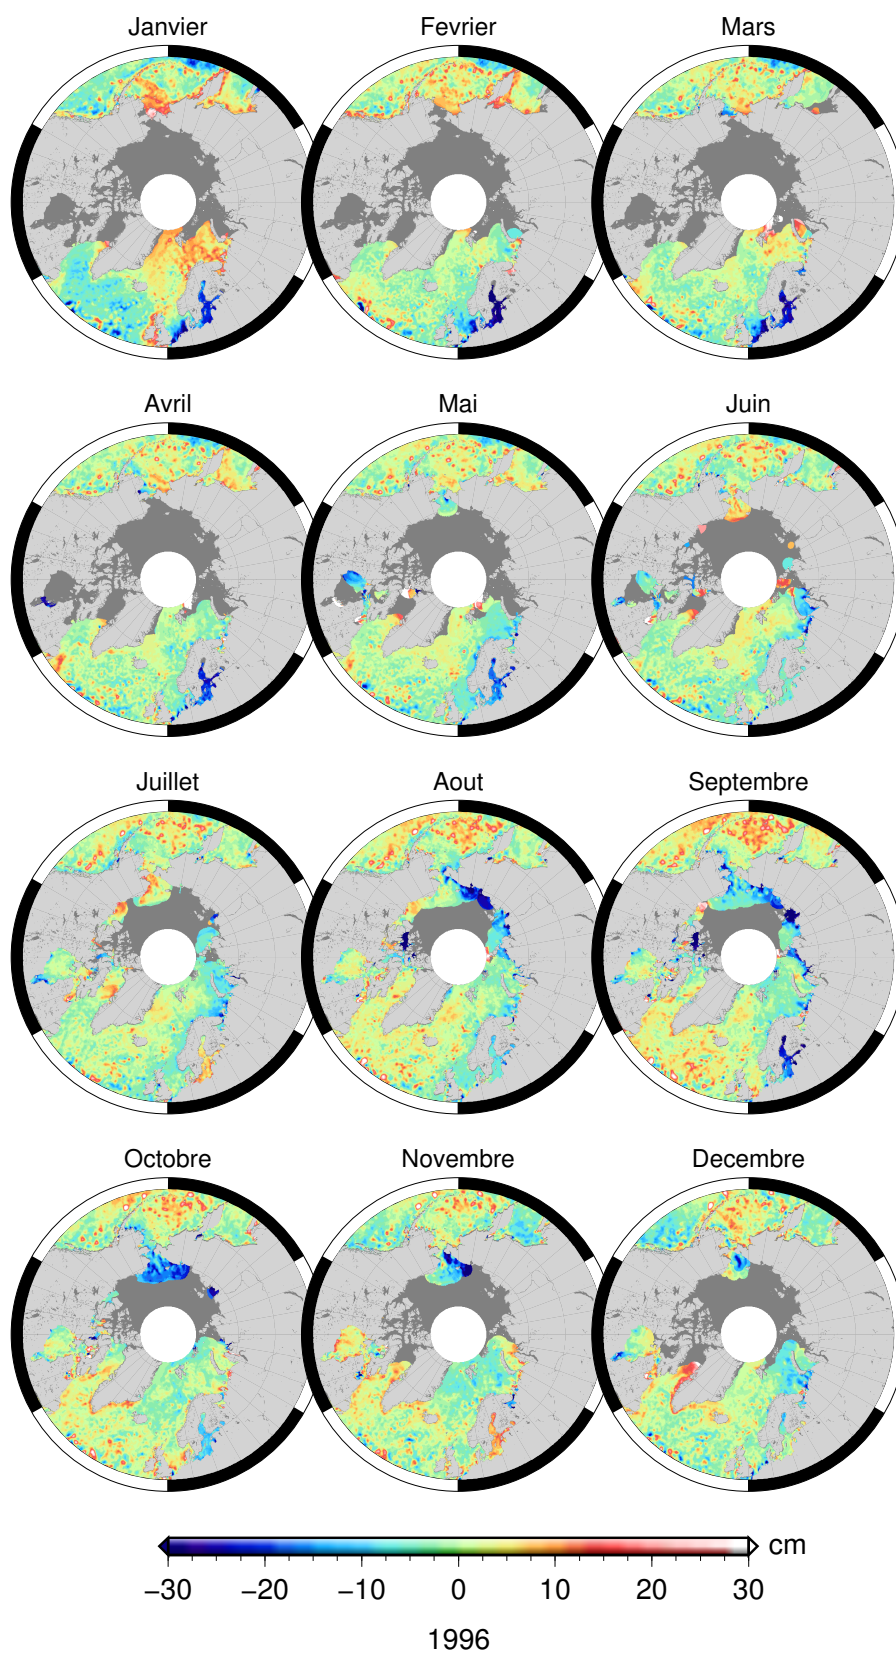 Janvier Fevrier Mars
Avril Mai Juin
Juillet Aout Septembre
Octobre Novembre Decembre
cm
−30 −20 −10 0 10 20 30
1996